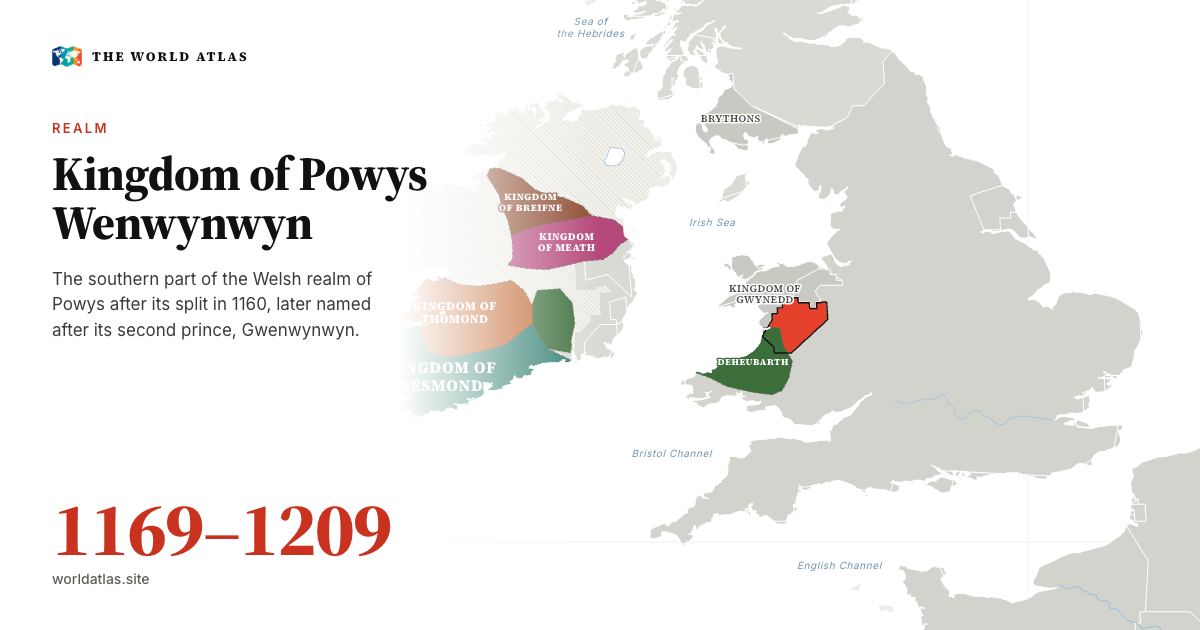 THE WORLD ATLAS
REALM
Kingdom of Powys
Wenwynwyn
The southern part of the Welsh realm of
Powys after its split in 1160, later named
after its second prince, Gwenwynwyn.
1169–1209
worldatlas.site
Sea of
the Hebrides
BRYTHONS
KINGDOM
OF BREIFNE
KINGDOM
OF MEATH
Irish Sea
KINGDOM OF
GWYNEDD
KINGDOM OF
THOMOND
DEHEUBARTH
NGDOM OF
DESMOND
Bristol Channel
English Channel